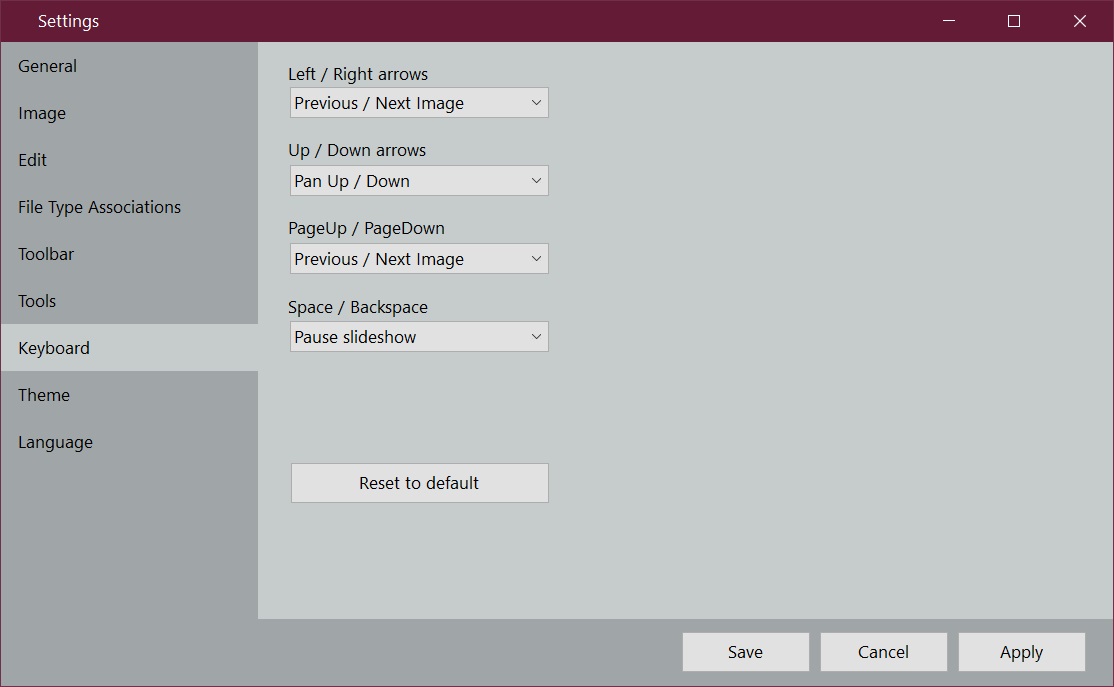 Settings
General
Image
Edit
File Type Associations
Toolbar
Tools
Keyboard
Theme
Language
Left / Right arrows
Previous / Next Image
Up / Down arrows
Pan Up / Down
PageUp / PageDown
Previous / Next Image
Space / Backspace
Pause slideshow
Reset to default
Save
Cancel
Apply